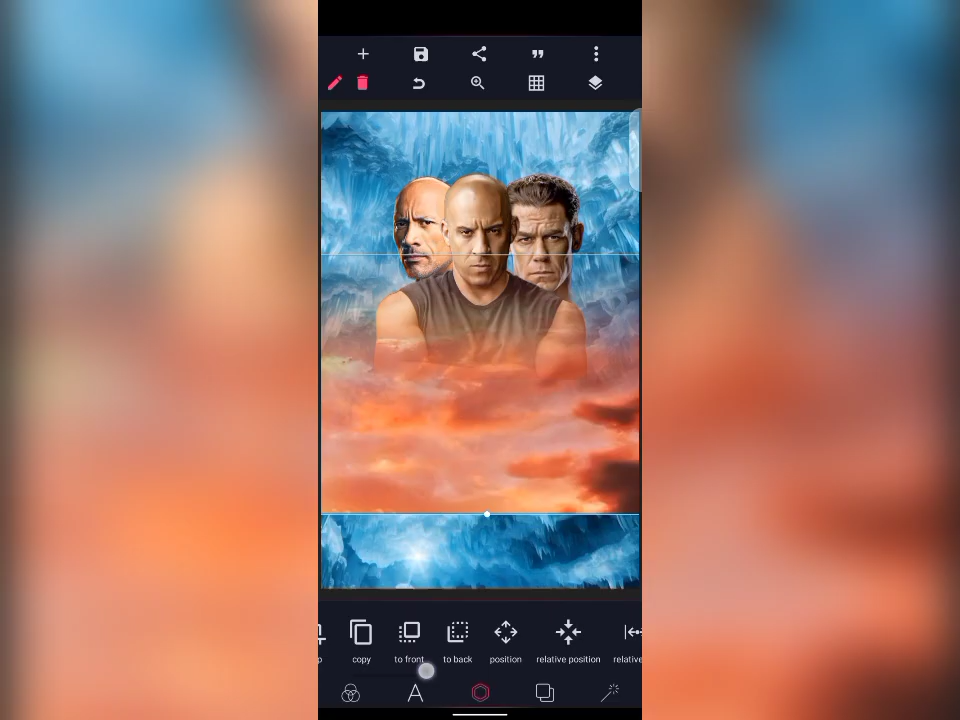 copy
to front
to back
position
relative position
relative